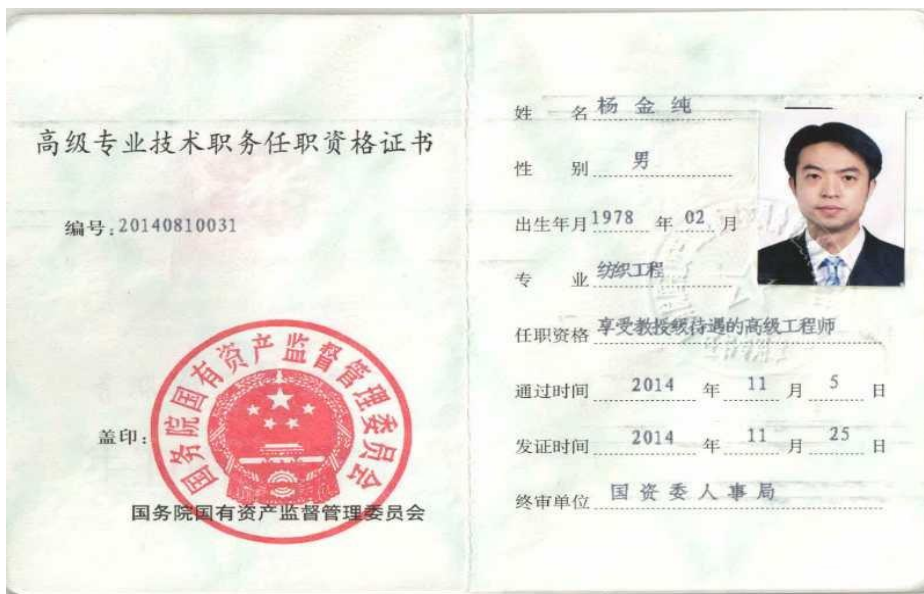 高级专业技术职务任职资格证书
编号:20140810031
盖印:
国务院国有资产监督管理委员会
国务院国有资产监督管理委员会
姓 名 杨金纯
性 别 男
出生年月 1978 年 02 月
专 业 纺织工程
任职资格 享受教授级待遇的高级工程师
通过时间 2014 年 11 月 5 日
发证时间 2014 年 11 月 25 日
终审单位 国资委人事局